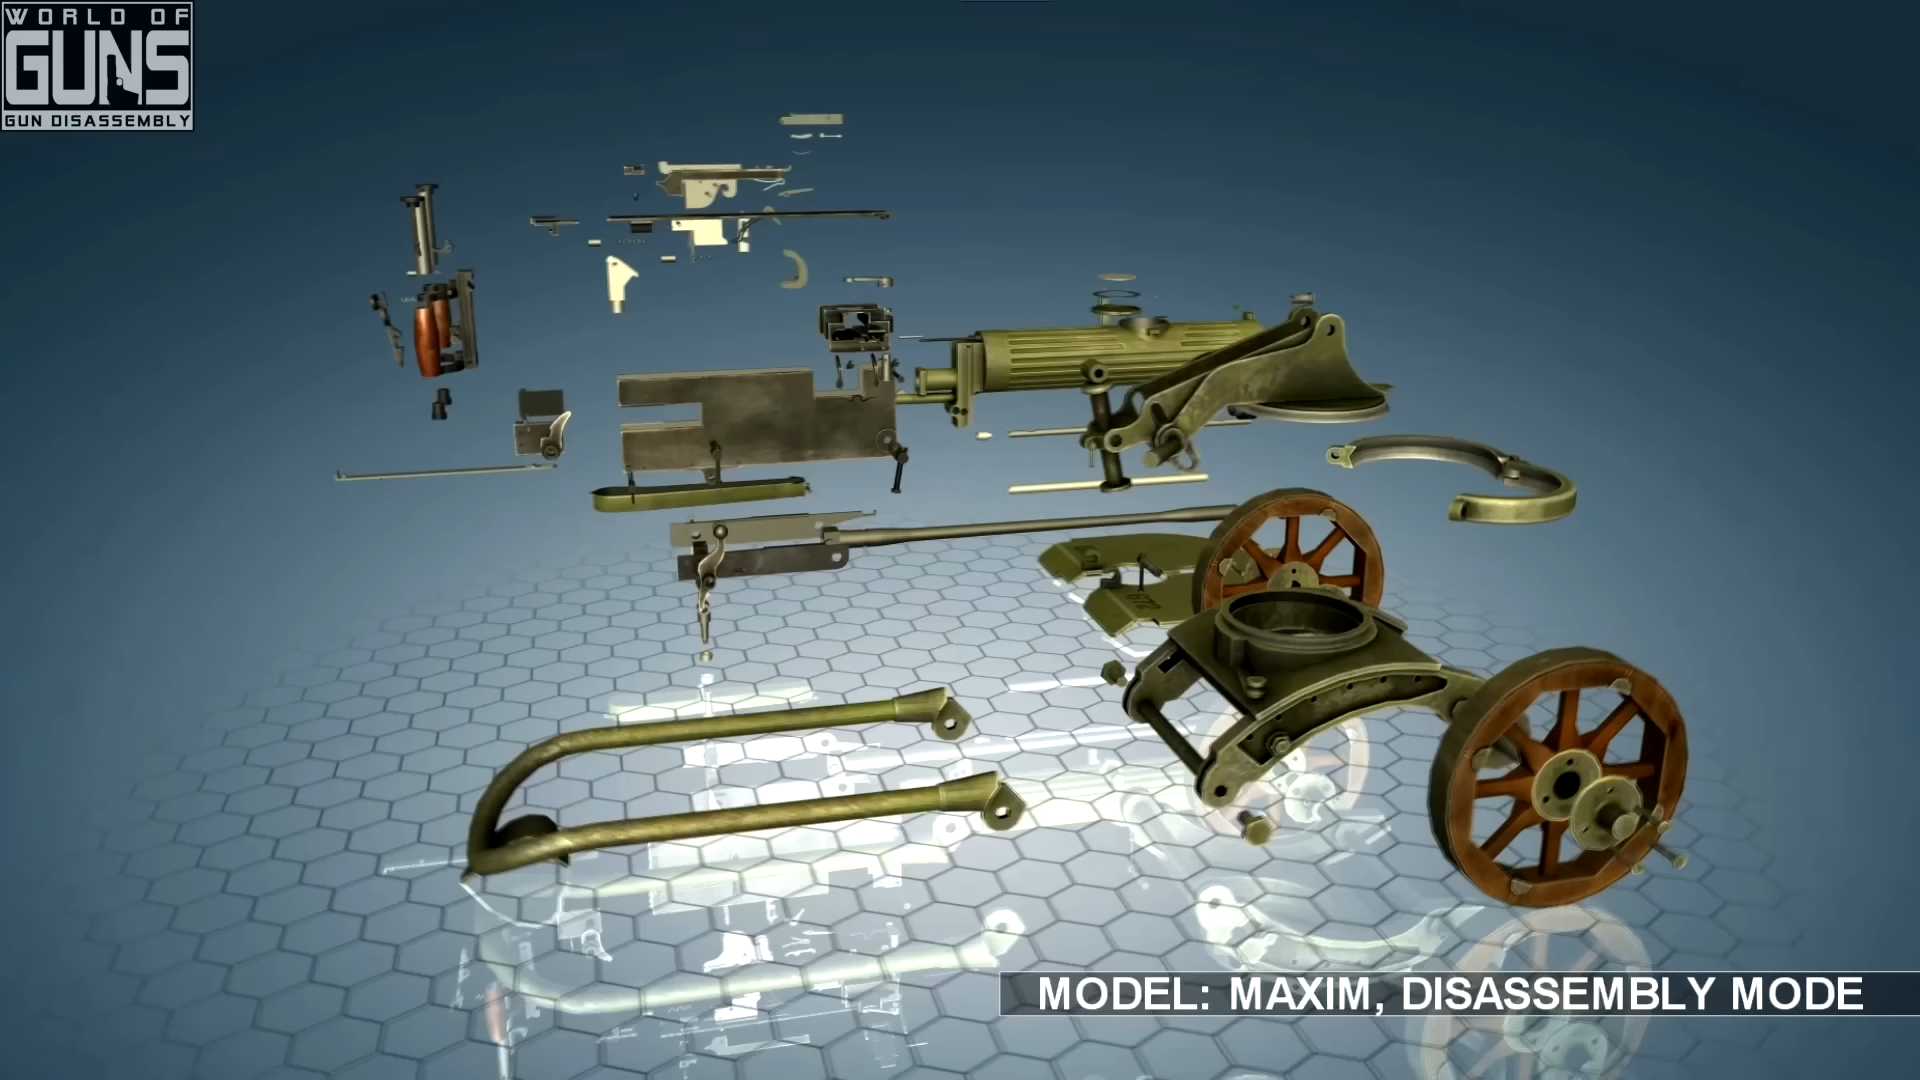 WORLD OF
GUNS
GUN DISASSEMBLY
MODEL: MAXIM, DISASSEMBLY MODE